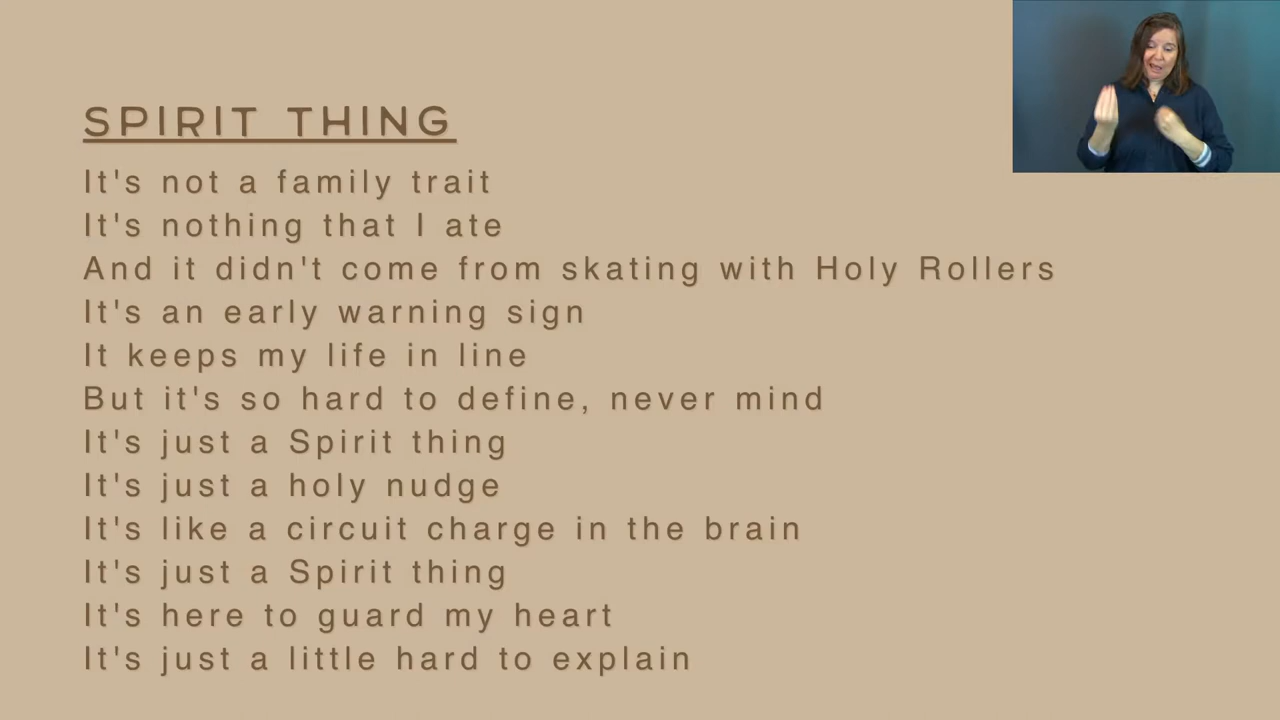 SPIRIT THING
It's not a family trait
It's nothing that I ate
And it didn't come from skating with Holy Rollers
It's an early warning sign
It keeps my life in line
But it's so hard to define, never mind
It's just a Spirit thing
It's just a holy nudge
It's like a circuit charge in the brain
It's just a Spirit thing
It's here to guard my heart
It's just a little hard to explain